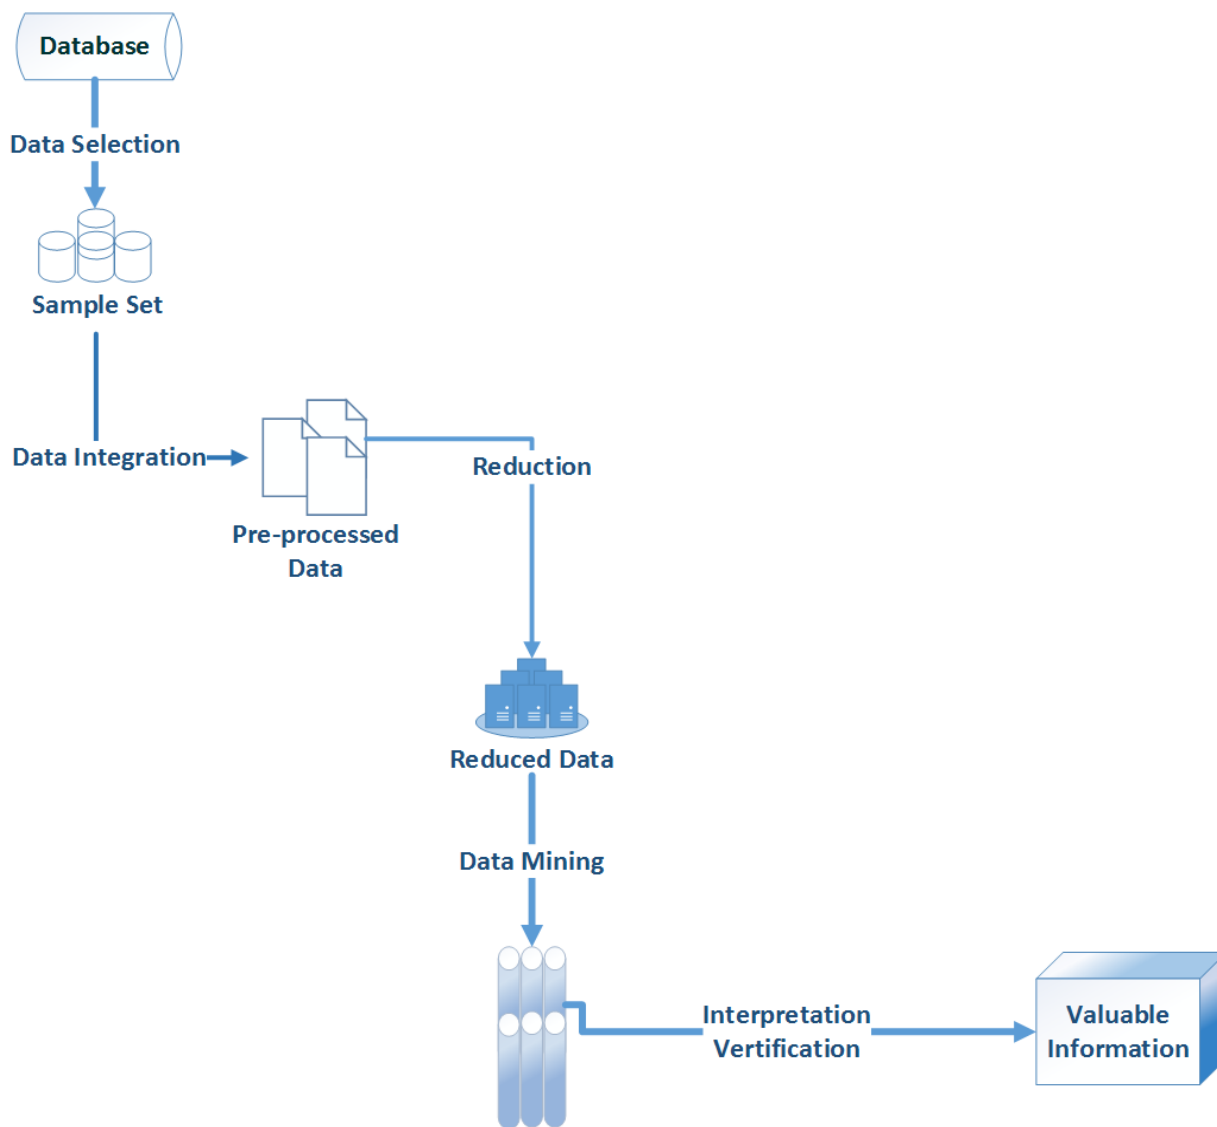 Database
Data Selection
Sample Set
Data Integration
Pre-processed
Data
Reduction
Reduced Data
Data Mining
Interpretation
Vertification
Valuable
Information